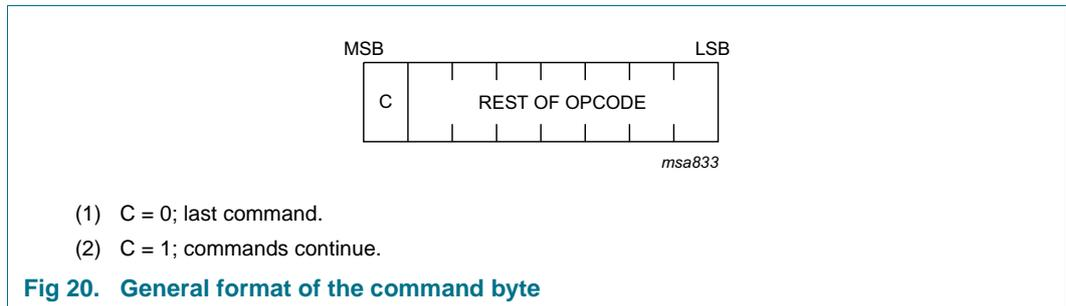 MSB LSB
C REST OF OPCODE
msa833
(1) C = 0; last command.
(2) C = 1; commands continue.
Fig 20. General format of the command byte